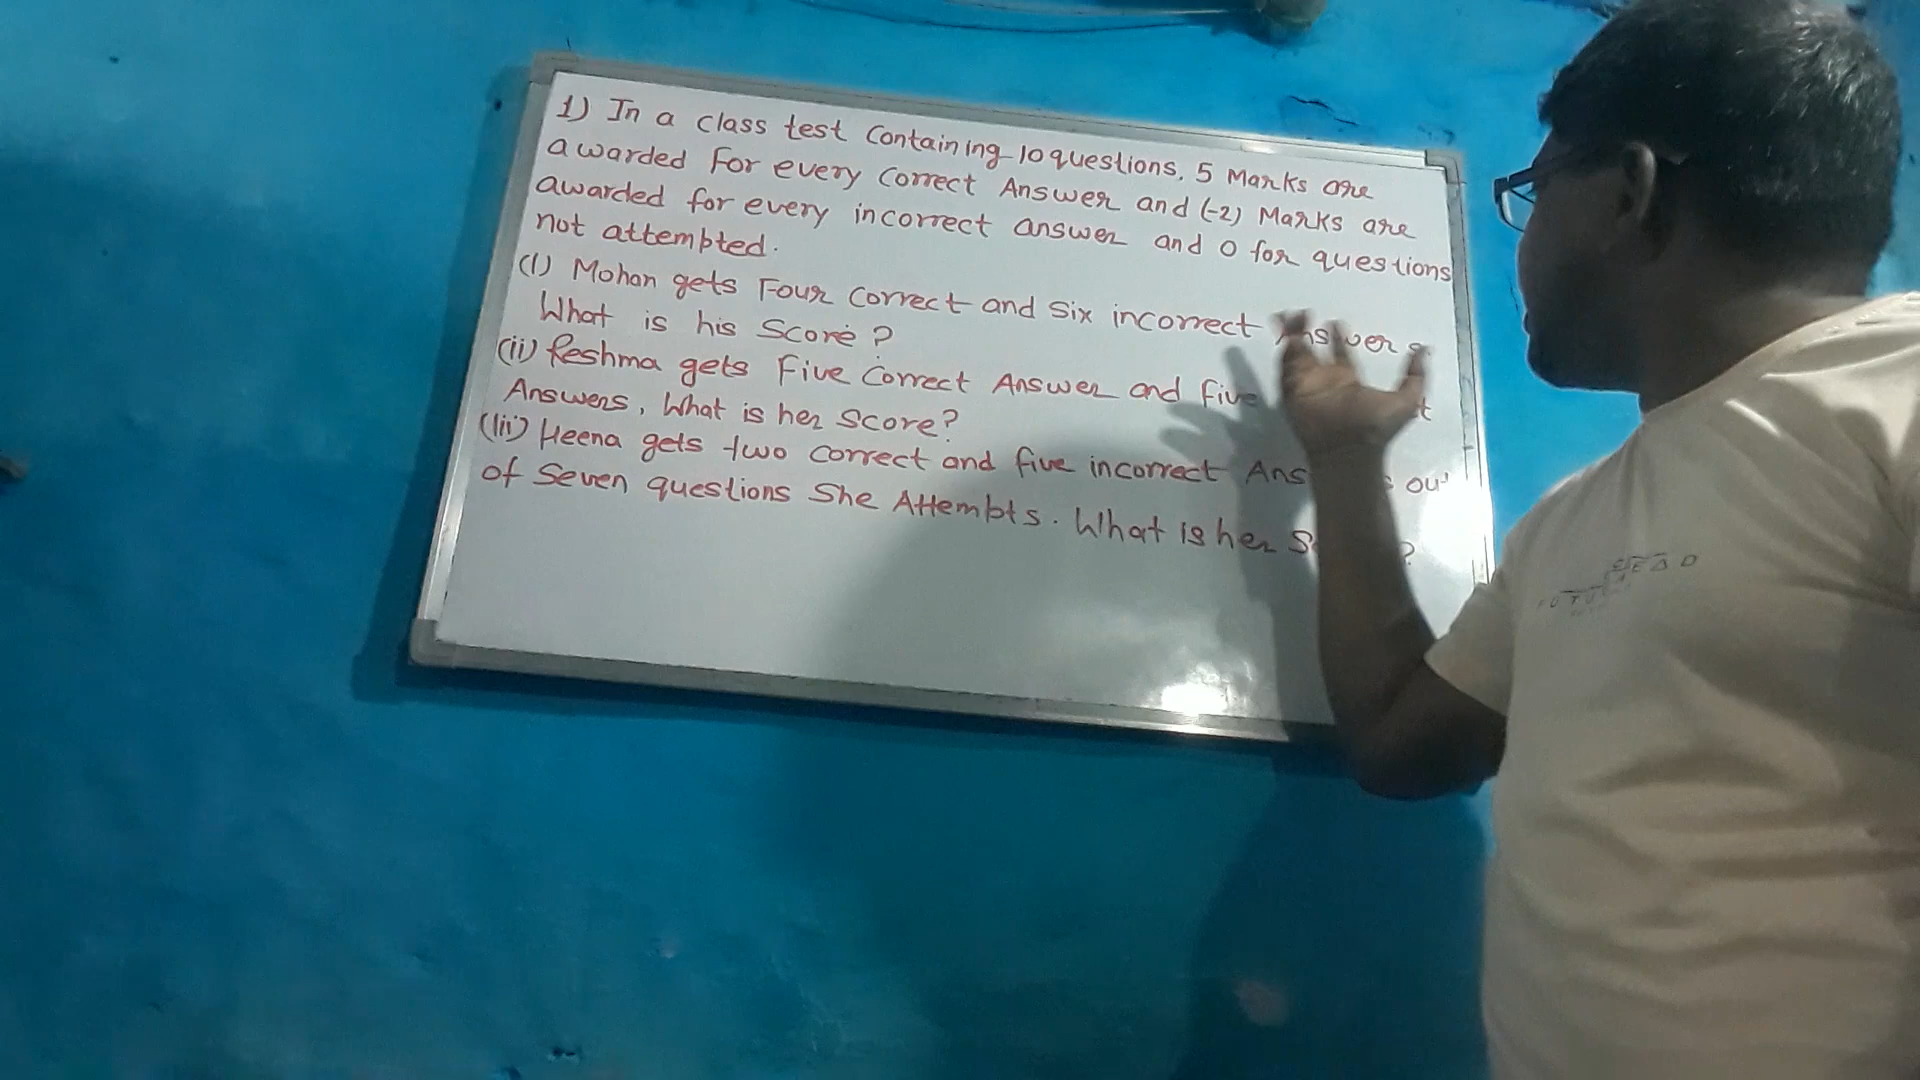 1) In a class test Containing 10 questions. 5 Marks are
awarded For every Correct Answer and (-2) Marks are
awarded for every incorrect answer and 0 for questions
not attempted.
(1) Mohan gets Four Correct and Six incorrect Answers
What is his Score?
(ii) Reshma gets Five Correct Answer and five
Answers, What is her Score?
(iii) Heena gets two correct and five incorrect Ans out
of Seven questions She Attempts. What is her S ?